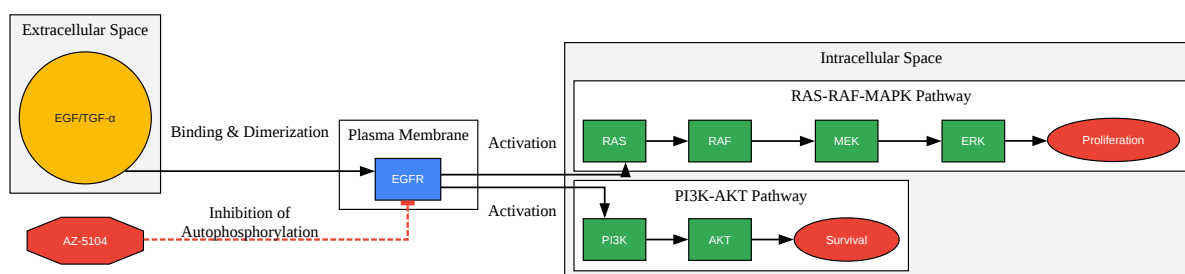 Extracellular Space
EGF/TGF-α
Binding & Dimerization
Plasma Membrane
EGFR
Inhibition of
Autophosphorylation
AZ-5104
Activation
Activation
Intracellular Space
RAS-RAF-MAPK Pathway
RAS
RAF
MEK
ERK
Proliferation
PI3K-AKT Pathway
PI3K
AKT
Survival